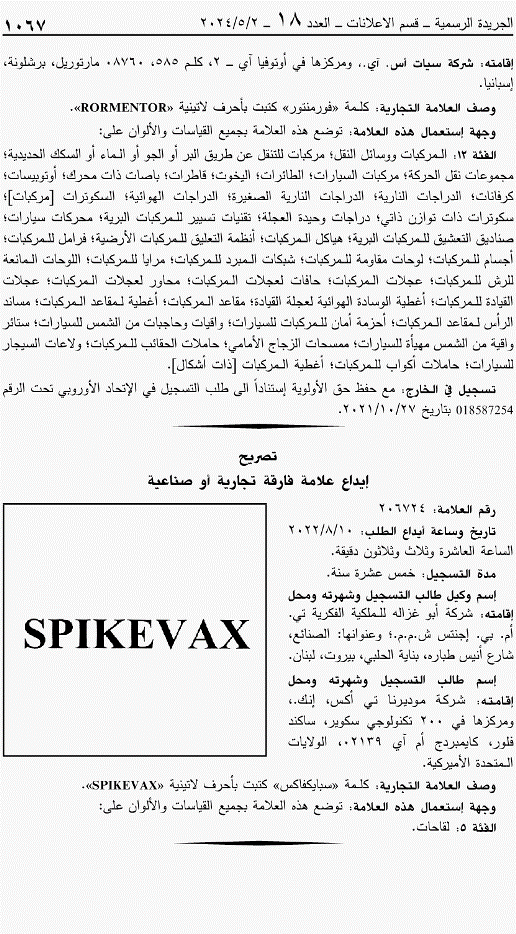 الجريدة الرسمية – قسم الاعلانات – العدد ١٨ – ٢٠٢٤/٥/٢
١٠٦٧
إقامته: شركة سيات أس. آي.، ومركزها في أوتوفيا آي – ٢، كلم ٥٨٥، ٠٨٧٦٠ مارتوريل، برشلونة،
إسبانيا.
وصف العلامة التجارية: كلمة «فورمنتور» كتبت بأحرف لاتينية «RORMENTOR».
وجهة إستعمال هذه العلامة: توضع هذه العلامة بجميع القياسات والألوان على:
الفئة ١٢: المركبات ووسائل النقل؛ مركبات للتنقل عن طريق البر أو الجو أو الماء أو السكك الحديدية؛
مجموعات نقل الحركة؛ مركبات السيارات؛ الطائرات؛ اليخوت؛ قاطرات؛ باصات ذات محرك؛ أوتوبيسات؛
كرفانات؛ الدراجات النارية؛ الدراجات النارية الصغيرة؛ الدراجات الهوائية؛ السكوترات [مركبات]؛
سكوترات ذات توازن ذاتي؛ دراجات وحيدة العجلة؛ تقنيات تسيير للمركبات البرية؛ محركات سيارات؛
صناديق التعشيق للمركبات البرية؛ هياكل المركبات؛ أنظمة التعليق للمركبات الأرضية؛ فرامل للمركبات؛
أجسام للمركبات؛ لوحات مقاومة للمركبات؛ شبكات المبرد للمركبات؛ مرايا للمركبات؛ اللوحات المانعة
للرش للمركبات؛ عجلات المركبات؛ حافات لعجلات المركبات؛ محاور لعجلات المركبات؛ عجلات
القيادة للمركبات؛ أغطية الوسادة الهوائية لعجلة القيادة؛ مقاعد المركبات؛ أغطية لمقاعد المركبات؛ مساند
الرأس لمقاعد المركبات؛ أحزمة أمان للمركبات للسيارات؛ واقيات وحاجبات من الشمس للسيارات؛ ستائر
واقية من الشمس مهيأة للسيارات؛ ممسحات الزجاج الأمامي؛ حاملات الحقائب للمركبات؛ ولاعات السيجار
للسيارات؛ حاملات أكواب للمركبات؛ أغطية المركبات [ذات أشكال].
تسجيل في الخارج: مع حفظ حق الأولوية إستناداً الى طلب التسجيل في الإتحاد الأوروبي تحت الرقم
018587254 بتاريخ ٢٠٢١/١٠/٢٧.
تصريح
إيداع علامة فارقة تجارية أو صناعية
رقم العلامة: ٢٠٦٧٢٤
تاريخ وساعة أيداع الطلب: ٢٠٢٢/٨/١٠
الساعة العاشرة وثلاث وثلاثون دقيقة.
مدة التسجيل: خمس عشرة سنة.
إسم وكيل طالب التسجيل وشهرته ومحل
إقامته: شركة أبو غزاله للملكية الفكرية تي.
أم. بي. إجنتس ش.م.م.؛ وعنوانها: الصنائع،
شارع أنيس طباره، بناية الحلبي، بيروت، لبنان.
إسم طالب التسجيل وشهرته ومحل
إقامته: شركة موديرنا تي أكس، إنك.،
ومركزها في ٢٠٠ تكنولوجي سكوير، ساكند
فلور، كايمبردج أم آي ٠٢١٣٩، الولايات
المتحدة الأميركية.
SPIKEVAX
وصف العلامة التجارية: كلمة «سبايكفاكس» كتبت بأحرف لاتينية «SPIKEVAX».
وجهة إستعمال هذه العلامة: توضع هذه العلامة بجميع القياسات والألوان على:
الفئة ٥: لقاحات.